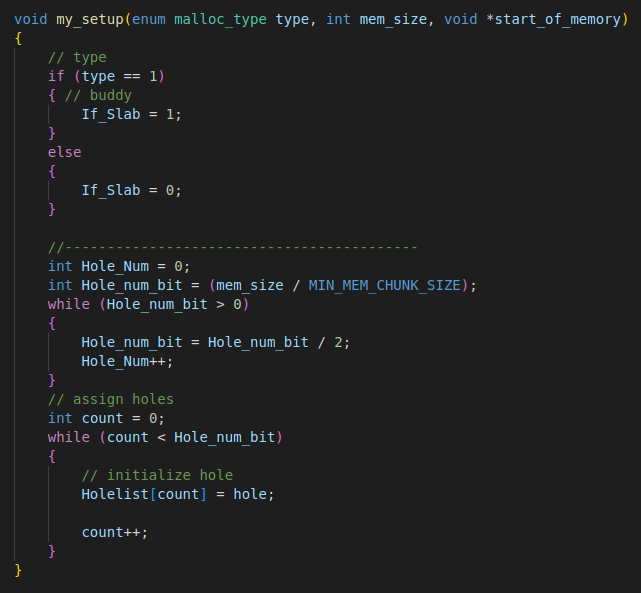 void my_setup(enum malloc_type type, int mem_size, void *start_of_memory)
{
    // type
    if (type == 1)
    { // buddy
        If_Slab = 1;
    }
    else
    {
        If_Slab = 0;
    }

    //------------------------------------------
    int Hole_Num = 0;
    int Hole_num_bit = (mem_size / MIN_MEM_CHUNK_SIZE);
    while (Hole_num_bit > 0)
    {
        Hole_num_bit = Hole_num_bit / 2;
        Hole_Num++;
    }
    // assign holes
    int count = 0;
    while (count < Hole_num_bit)
    {
        // initialize hole
        Holelist[count] = hole;

        count++;
    }
}